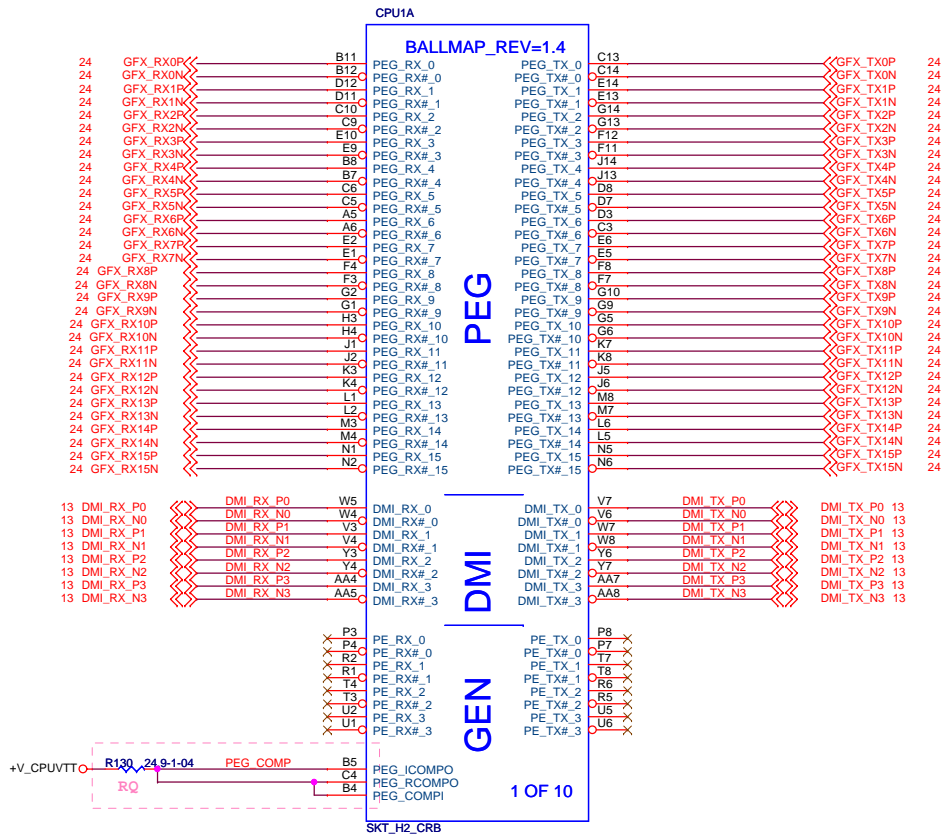 CPU1A
BALLMAP_REV=1.4
24 GFX_RX0P B11 PEG_RX_0 PEG_TX_0 C13 GFX_TX0P 24
24 GFX_RX0N B12 PEG_RX#_0 PEG_TX#_0 C14 GFX_TX0N 24
24 GFX_RX1P D12 PEG_RX_1 PEG_TX_1 E14 GFX_TX1P 24
24 GFX_RX1N D11 PEG_RX#_1 PEG_TX#_1 E13 GFX_TX1N 24
24 GFX_RX2P C10 PEG_RX_2 PEG_TX_2 G14 GFX_TX2P 24
24 GFX_RX2N C9 PEG_RX#_2 PEG_TX#_2 G13 GFX_TX2N 24
24 GFX_RX3P E10 PEG_RX_3 PEG_TX_3 F12 GFX_TX3P 24
24 GFX_RX3N E9 PEG_RX#_3 PEG_TX#_3 F11 GFX_TX3N 24
24 GFX_RX4P B8 PEG_RX_4 PEG_TX_4 J14 GFX_TX4P 24
24 GFX_RX4N B7 PEG_RX#_4 PEG_TX#_4 J13 GFX_TX4N 24
24 GFX_RX5P C6 PEG_RX_5 PEG_TX_5 D8 GFX_TX5P 24
24 GFX_RX5N C5 PEG_RX#_5 PEG_TX#_5 D7 GFX_TX5N 24
24 GFX_RX6P A5 PEG_RX_6 PEG_TX_6 D3 GFX_TX6P 24
24 GFX_RX6N A6 PEG_RX#_6 PEG_TX#_6 C3 GFX_TX6N 24
24 GFX_RX7P E2 PEG_RX_7 PEG_TX_7 E6 GFX_TX7P 24
24 GFX_RX7N E1 PEG_RX#_7 PEG_TX#_7 E5 GFX_TX7N 24
24 GFX_RX8P F4 PEG_RX_8 PEG_TX_8 F8 GFX_TX8P 24
24 GFX_RX8N F3 PEG_RX#_8 PEG_TX#_8 F7 GFX_TX8N 24
24 GFX_RX9P G2 PEG_RX_9 PEG_TX_9 G10 GFX_TX9P 24
24 GFX_RX9N G1 PEG_RX#_9 PEG_TX#_9 G9 GFX_TX9N 24
24 GFX_RX10P H3 PEG_RX_10 PEG_TX_10 G5 GFX_TX10P 24
24 GFX_RX10N H4 PEG_RX#_10 PEG_TX#_10 G6 GFX_TX10N 24
24 GFX_RX11P J1 PEG_RX_11 PEG_TX_11 K7 GFX_TX11P 24
24 GFX_RX11N J2 PEG_RX#_11 PEG_TX#_11 K8 GFX_TX11N 24
24 GFX_RX12P K3 PEG_RX_12 PEG_TX_12 J5 GFX_TX12P 24
24 GFX_RX12N K4 PEG_RX#_12 PEG_TX#_12 J6 GFX_TX12N 24
24 GFX_RX13P L1 PEG_RX_13 PEG_TX_13 M8 GFX_TX13P 24
24 GFX_RX13N L2 PEG_RX#_13 PEG_TX#_13 M7 GFX_TX13N 24
24 GFX_RX14P M3 PEG_RX_14 PEG_TX_14 L6 GFX_TX14P 24
24 GFX_RX14N M4 PEG_RX#_14 PEG_TX#_14 L5 GFX_TX14N 24
24 GFX_RX15P N1 PEG_RX_15 PEG_TX_15 N5 GFX_TX15P 24
24 GFX_RX15N N2 PEG_RX#_15 PEG_TX#_15 N6 GFX_TX15N 24
PEG
13 DMI_RX_P0 DMI_RX_P0 W5 DMI_RX_0 DMI_TX_0 V7 DMI_TX_P0 DMI_TX_P0 13
13 DMI_RX_N0 DMI_RX_N0 W4 DMI_RX#_0 DMI_TX#_0 V6 DMI_TX_N0 DMI_TX_N0 13
13 DMI_RX_P1 DMI_RX_P1 V3 DMI_RX_1 DMI_TX_1 W7 DMI_TX_P1 DMI_TX_P1 13
13 DMI_RX_N1 DMI_RX_N1 V4 DMI_RX#_1 DMI_TX#_1 W8 DMI_TX_N1 DMI_TX_N1 13
13 DMI_RX_P2 DMI_RX_P2 Y3 DMI_RX_2 DMI_TX_2 Y6 DMI_TX_P2 DMI_TX_P2 13
13 DMI_RX_N2 DMI_RX_N2 Y4 DMI_RX#_2 DMI_TX#_2 Y7 DMI_TX_N2 DMI_TX_N2 13
13 DMI_RX_P3 DMI_RX_P3 AA4 DMI_RX_3 DMI_TX_3 AA7 DMI_TX_P3 DMI_TX_P3 13
13 DMI_RX_N3 DMI_RX_N3 AA5 DMI_RX#_3 DMI_TX#_3 AA8 DMI_TX_N3 DMI_TX_N3 13
DMI
P3 PE_RX_0 PE_TX_0 P8
P4 PE_RX#_0 PE_TX#_0 P7
R2 PE_RX_1 PE_TX_1 T7
R1 PE_RX#_1 PE_TX#_1 T8
T4 PE_RX_2 PE_TX_2 R6
T3 PE_RX#_2 PE_TX#_2 R5
U2 PE_RX_3 PE_TX_3 U5
U1 PE_RX#_3 PE_TX#_3 U6
GEN
+V_CPUVTT R130 24.9-1-04 PEG_COMP B5 PEG_ICOMPO
C4 PEG_RCOMPO
RQ B4 PEG_COMPI
1 OF 10
SKT_H2_CRB